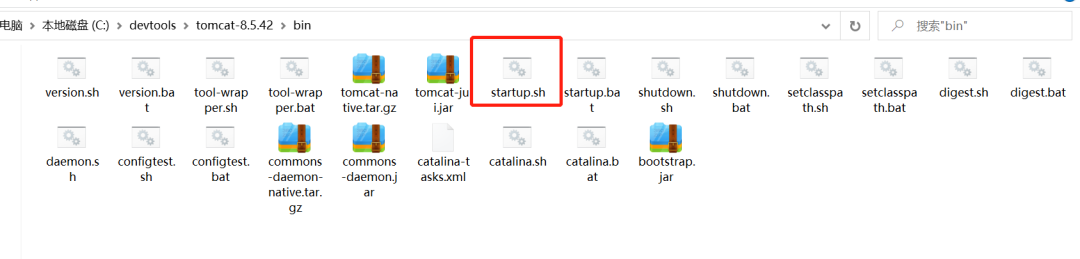 电脑 > 本地磁盘 (C:) > devtools > tomcat-8.5.42 > bin
搜索"bin"
version.sh version.ba tool-wrap tool-wrap tomcat-na tomcat-ju startup.sh startup.ba shutdown. shutdown. setclasspa setclasspa digest.sh digest.bat
t pper.sh pper.bat tive.tar.gz i.jar t sh bat th.sh th.bat
daemon.s configtest. configtest. commons commons catalina-t catalina.sh catalina.b bootstrap.
h sh bat -daemon- -daemon.j asks.xml at jar
native.tar. ar
gz